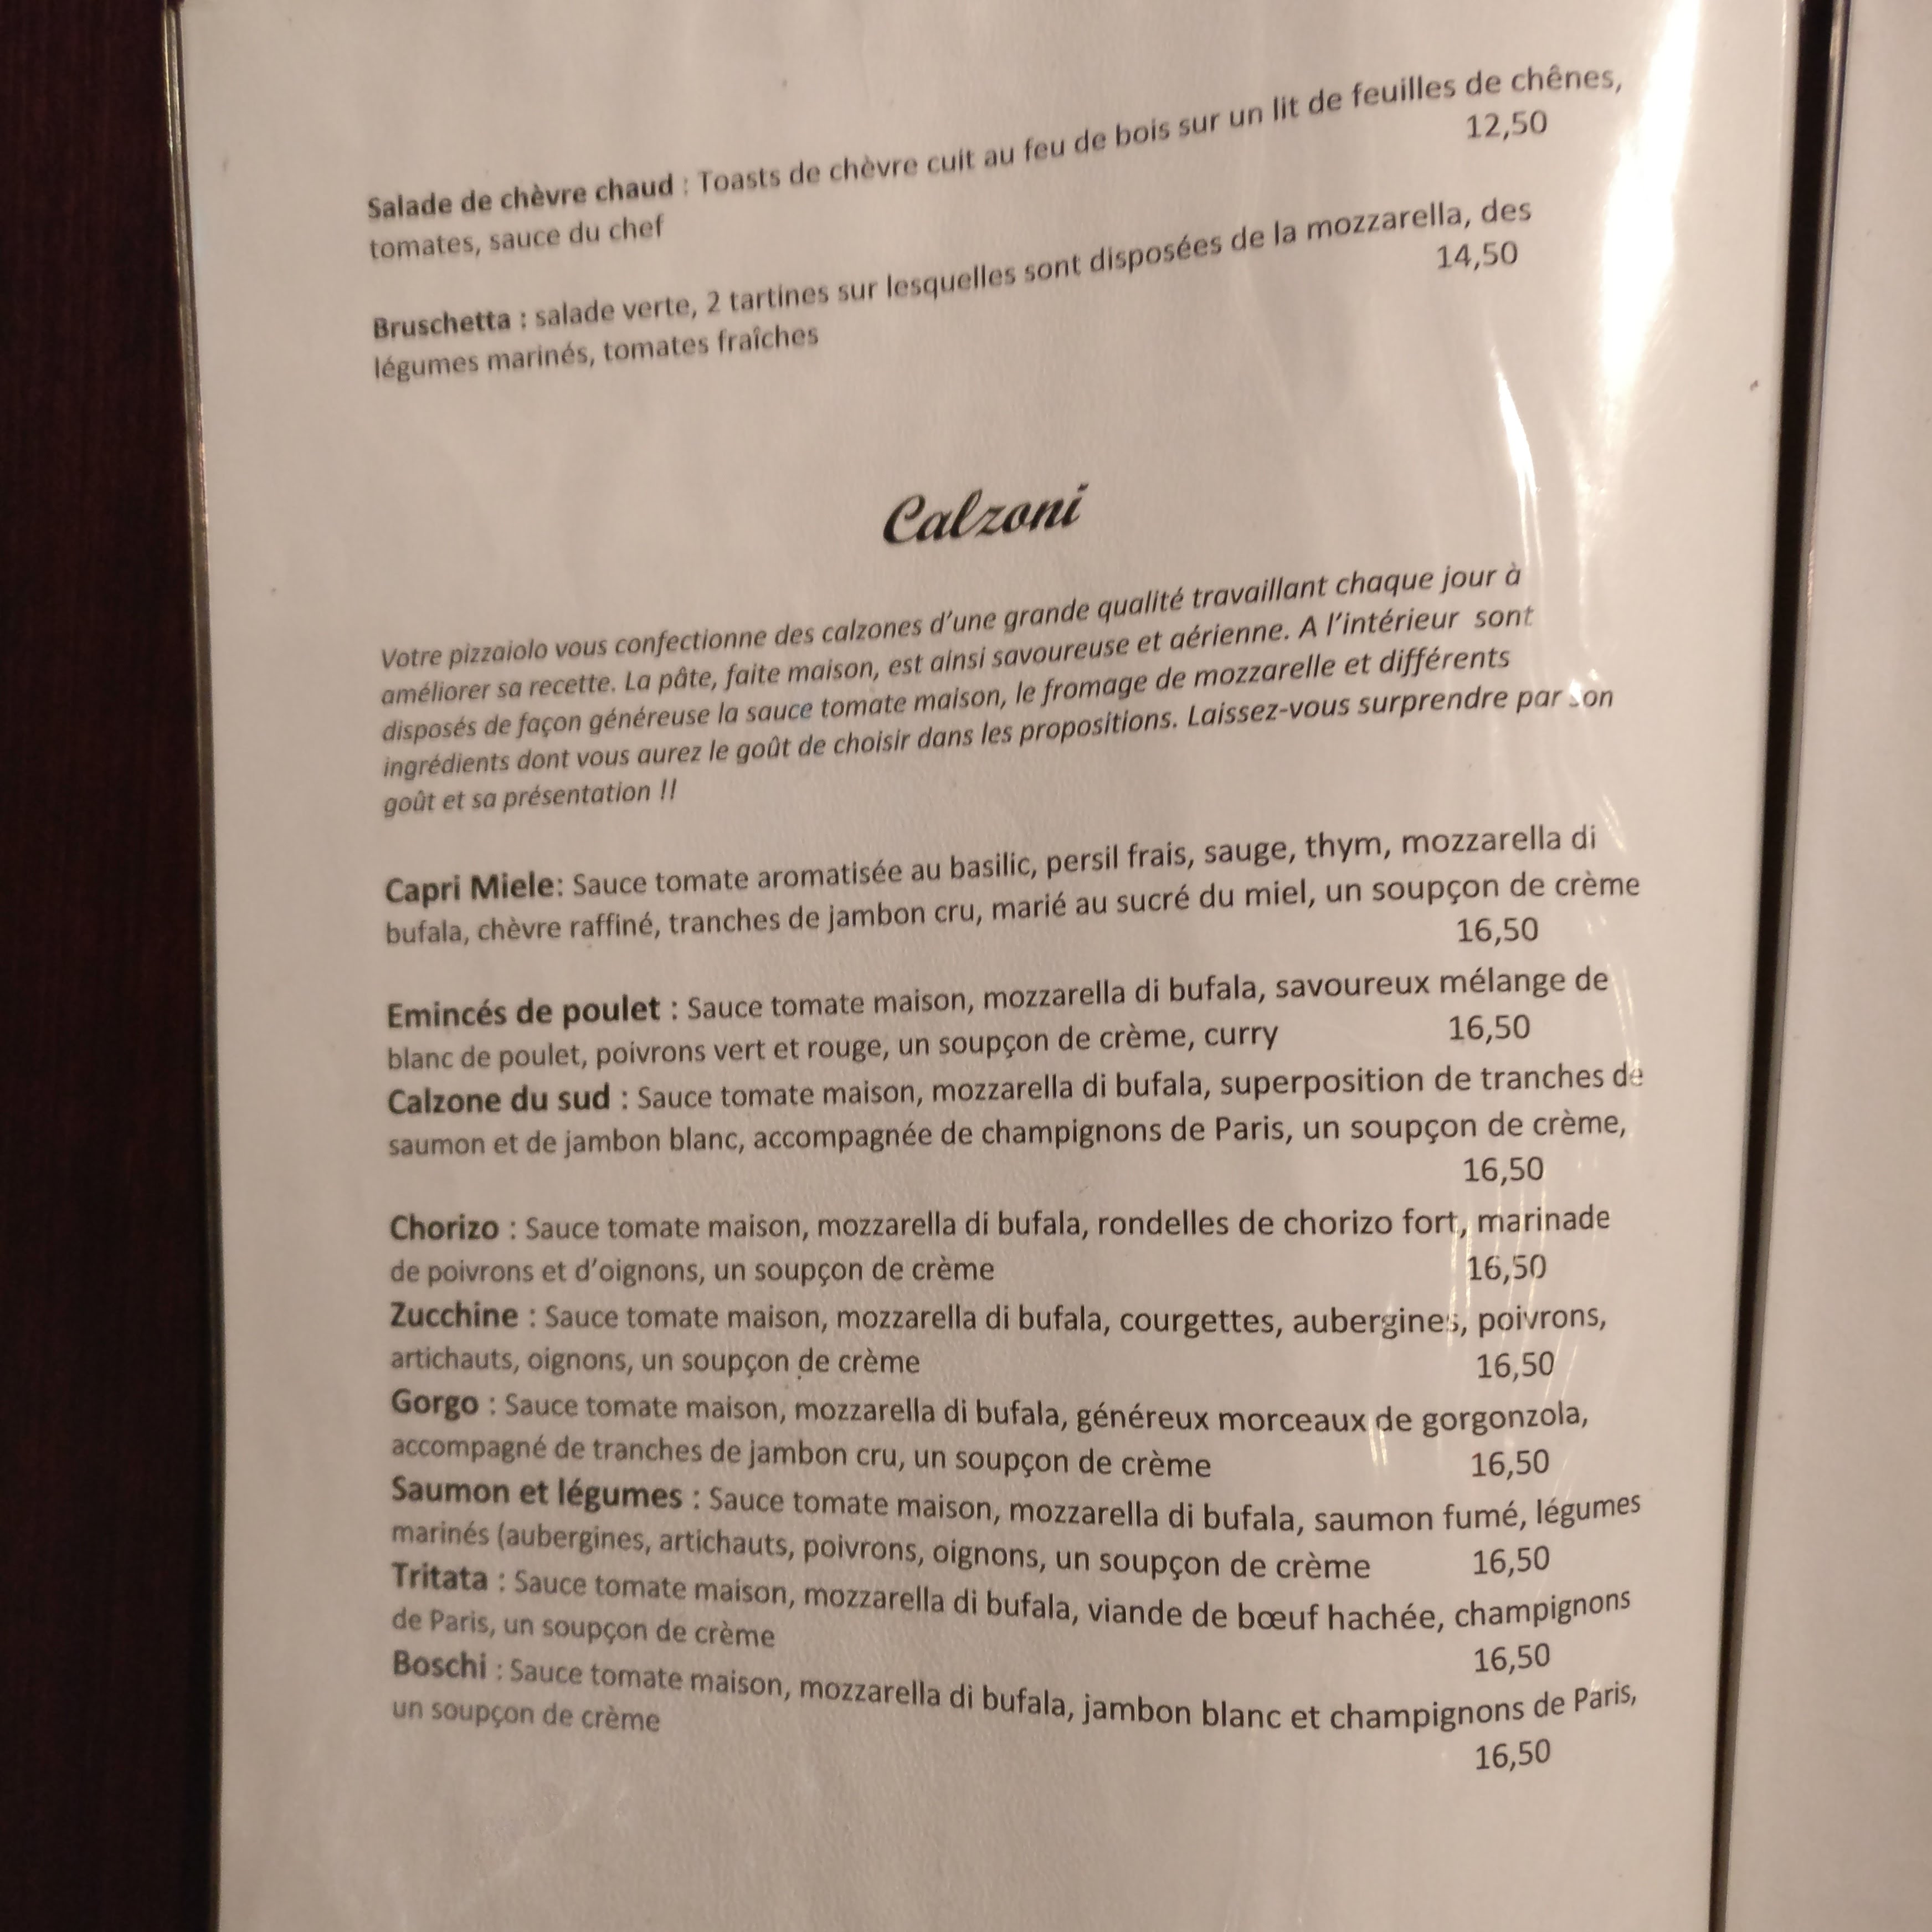 Salade de chèvre chaud : Toasts de chèvre cuit au feu de bois sur un lit de feuilles de chênes,
tomates, sauce du chef 12,50
Bruschetta : salade verte, 2 tartines sur lesquelles sont disposées de la mozzarella, des
légumes marinés, tomates fraîches 14,50
Calzoni
Votre pizzaiolo vous confectionne des calzones d'une grande qualité travaillant chaque jour à
améliorer sa recette. La pâte, faite maison, est ainsi savoureuse et aérienne. A l'intérieur sont
disposés de façon généreuse la sauce tomate maison, le fromage de mozzarelle et différents
ingrédients dont vous aurez le goût de choisir dans les propositions. Laissez-vous surprendre par son
goût et sa présentation !!
Capri Miele: Sauce tomate aromatisée au basilic, persil frais, sauge, thym, mozzarella di
bufala, chèvre raffiné, tranches de jambon cru, marié au sucré du miel, un soupçon de crème
16,50
Emincés de poulet : Sauce tomate maison, mozzarella di bufala, savoureux mélange de
blanc de poulet, poivrons vert et rouge, un soupçon de crème, curry 16,50
Calzone du sud : Sauce tomate maison, mozzarella di bufala, superposition de tranches de
saumon et de jambon blanc, accompagnée de champignons de Paris, un soupçon de crème,
16,50
Chorizo : Sauce tomate maison, mozzarella di bufala, rondelles de chorizo fort, marinade
de poivrons et d'oignons, un soupçon de crème 16,50
Zucchine : Sauce tomate maison, mozzarella di bufala, courgettes, aubergines, poivrons,
artichauts, oignons, un soupçon de crème 16,50
Gorgo : Sauce tomate maison, mozzarella di bufala, généreux morceaux de gorgonzola,
accompagné de tranches de jambon cru, un soupçon de crème 16,50
Saumon et légumes : Sauce tomate maison, mozzarella di bufala, saumon fumé, légumes
marinés (aubergines, artichauts, poivrons, oignons, un soupçon de crème 16,50
Tritata : Sauce tomate maison, mozzarella di bufala, viande de bœuf hachée, champignons
de Paris, un soupçon de crème 16,50
Boschi : Sauce tomate maison, mozzarella di bufala, jambon blanc et champignons de Paris,
un soupçon de crème 16,50